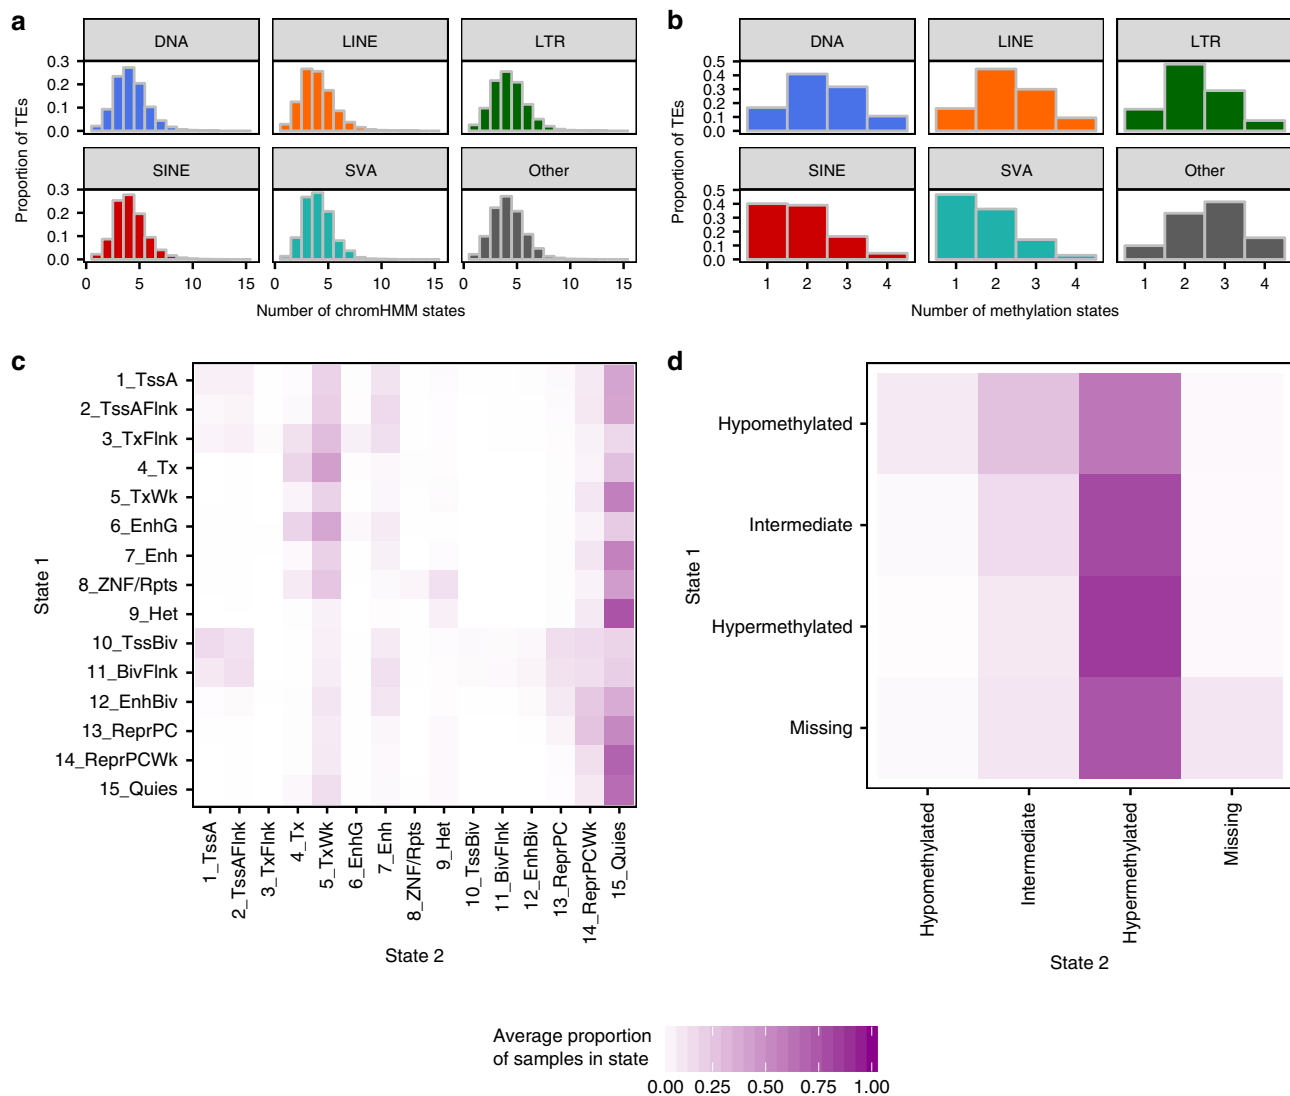 a
DNA
LINE
LTR
Proportion of TEs
0.3
0.2
0.1
0.0
SINE
SVA
Other
0.3
0.2
0.1
0.0
0 5 10 15 0 5 10 15 0 5 10 15
Number of chromHMM states
b
DNA
LINE
LTR
Proportion of TEs
0.5
0.4
0.3
0.2
0.1
0.0
SINE
SVA
Other
0.5
0.4
0.3
0.2
0.1
0.0
1 2 3 4 1 2 3 4 1 2 3 4
Number of methylation states
c
State 1
1_TssA
2_TssAFlnk
3_TxFlnk
4_Tx
5_TxWk
6_EnhG
7_Enh
8_ZNF/Rpts
9_Het
10_TssBiv
11_BivFlnk
12_EnhBiv
13_ReprPC
14_ReprPCWk
15_Quies
1_TssA
2_TssAFlnk
3_TxFlnk
4_Tx
5_TxWk
6_EnhG
7_Enh
8_ZNF/Rpts
9_Het
10_TssBiv
11_BivFlnk
12_EnhBiv
13_ReprPC
14_ReprPCWk
15_Quies
State 2
d
State 1
Hypomethylated
Intermediate
Hypermethylated
Missing
Hypomethylated
Intermediate
Hypermethylated
Missing
State 2
Average proportion
of samples in state
0.00 0.25 0.50 0.75 1.00